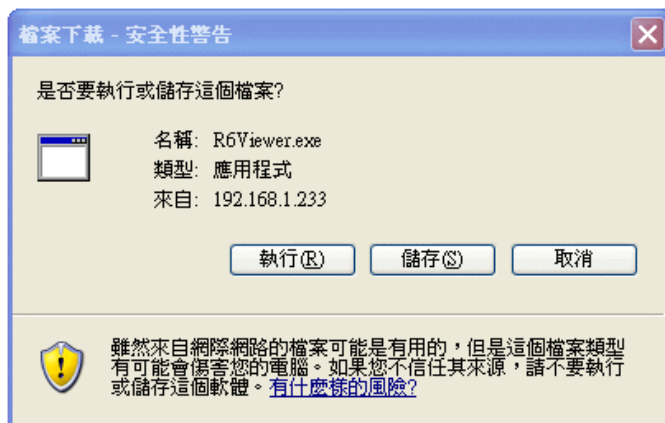 檔案下載 - 安全性警告
是否要執行或儲存這個檔案?
名稱: R6Viewer.exe
類型: 應用程式
來自: 192.168.1.233
執行(R) 儲存(S) 取消
雖然來自網際網路的檔案可能是有用的，但是這個檔案類型
有可能會傷害您的電腦。如果您不信任其來源，請不要執行
或儲存這個軟體。有什麼樣的風險?